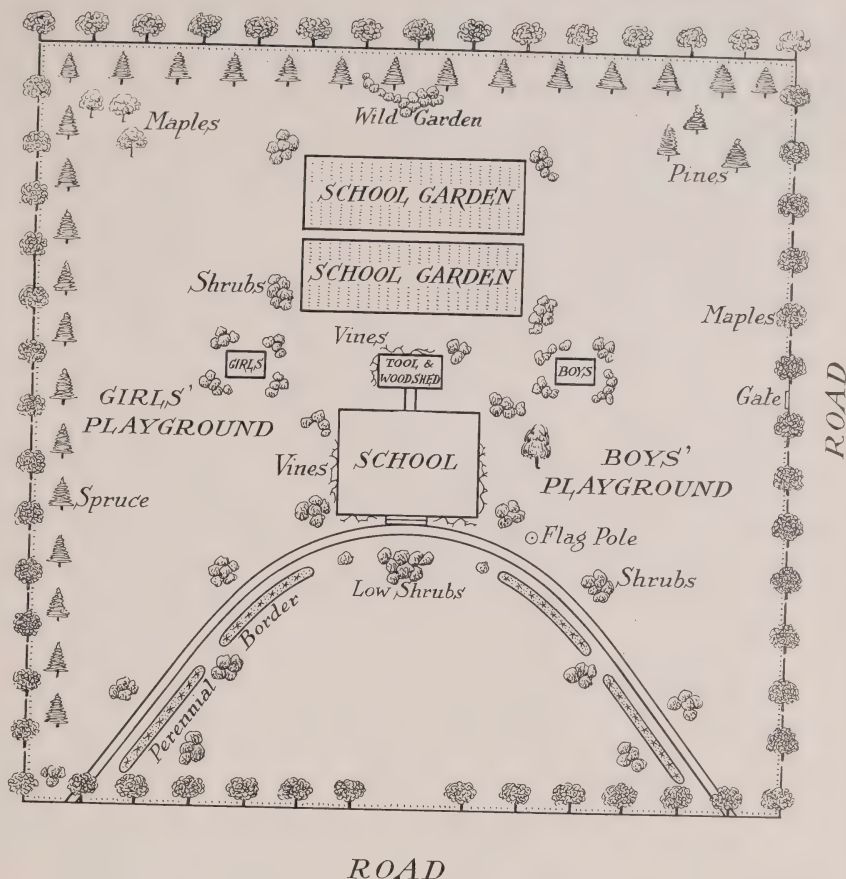 Maples
Wild Garden
Pines
SCHOOL GARDEN
SCHOOL GARDEN
Shrubs
Maples
Vines
GIRLS
TOOL &
WOODSHED
BOYS
GIRLS'
PLAYGROUND
Gate
ROAD
Vines
SCHOOL
BOYS'
PLAYGROUND
Spruce
Flag Pole
Low Shrubs
Shrubs
Perennial Border
ROAD